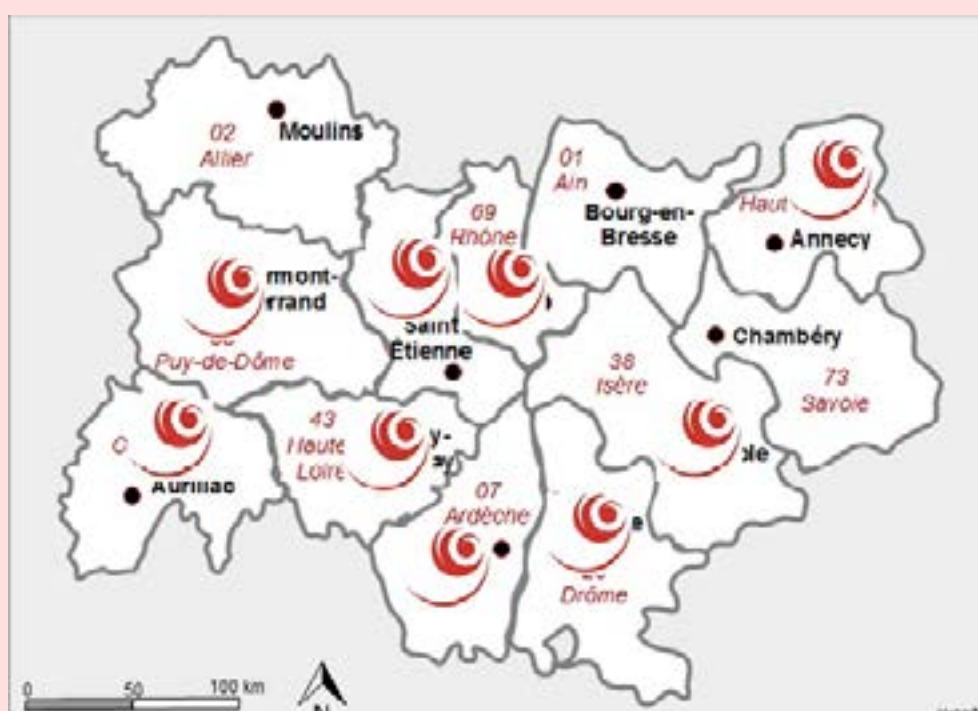 02
Allier
Moulins
01
Ain
Bourg-en-
Bresse
69
Rhône
Haut
Annecy
rmont-
rrand
Puy-de-Dôme
Saint
Étienne
Chambéry
38
Isère
73
Savoie
43
Haute
Loire
y-
ble
Aurillac
07
Ardèche
e
Drôme
0
50
100 km
N